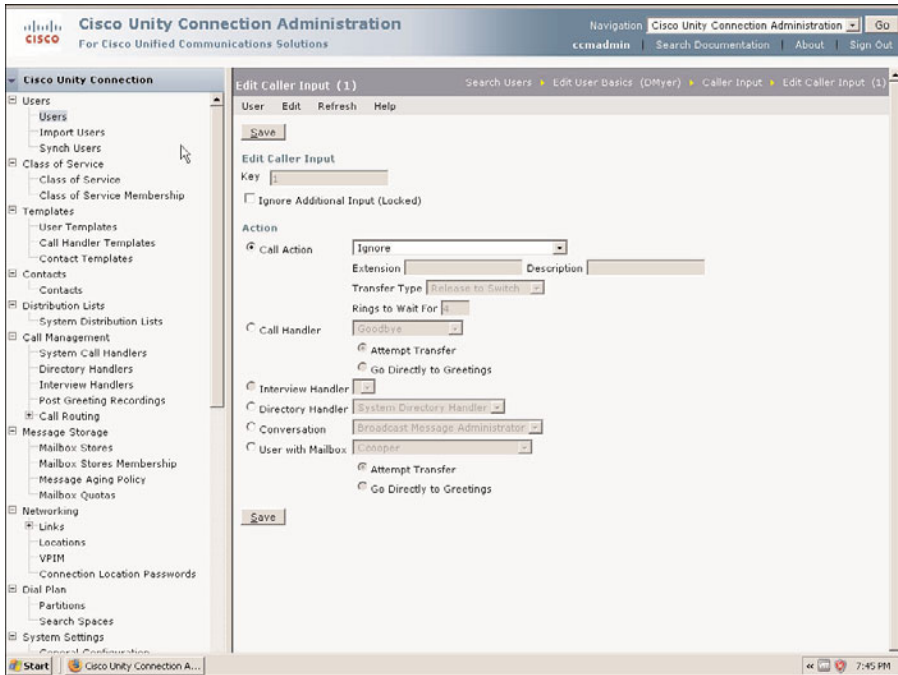 Cisco Unity Connection Administration
For Cisco Unified Communications Solutions
CISCO
Navigation Cisco Unity Connection Administration Go
ccmadmin | Search Documentation | About | Sign Out
Cisco Unity Connection
Users
Users
Import Users
Synch Users
Class of Service
Class of Service
Class of Service Membership
Templates
User Templates
Call Handler Templates
Contact Templates
Contacts
Contacts
Distribution Lists
System Distribution Lists
Call Management
System Call Handlers
Directory Handlers
Interview Handlers
Post Greeting Recordings
Call Routing
Message Storage
Mailbox Stores
Mailbox Stores Membership
Message Aging Policy
Mailbox Quotas
Networking
Links
Locations
VPIM
Connection Location Passwords
Dial Plan
Partitions
Search Spaces
System Settings
General Configuration
Edit Caller Input (1)
Search Users Edit User Basics (DMyer) Caller Input Edit Caller Input (1)
User Edit Refresh Help
Save
Edit Caller Input
Key 1
Ignore Additional Input (Locked)
Action
Call Action Ignore
Extension Description
Transfer Type Release to Switch
Rings to Wait For 4
Call Handler Goodbye
Attempt Transfer
Go Directly to Greetings
Interview Handler
Directory Handler System Directory Handler
Conversation Broadcast Message Administrator
User with Mailbox
Attempt Transfer
Go Directly to Greetings
Save
Start Cisco Unity Connection A... « 7:45 PM